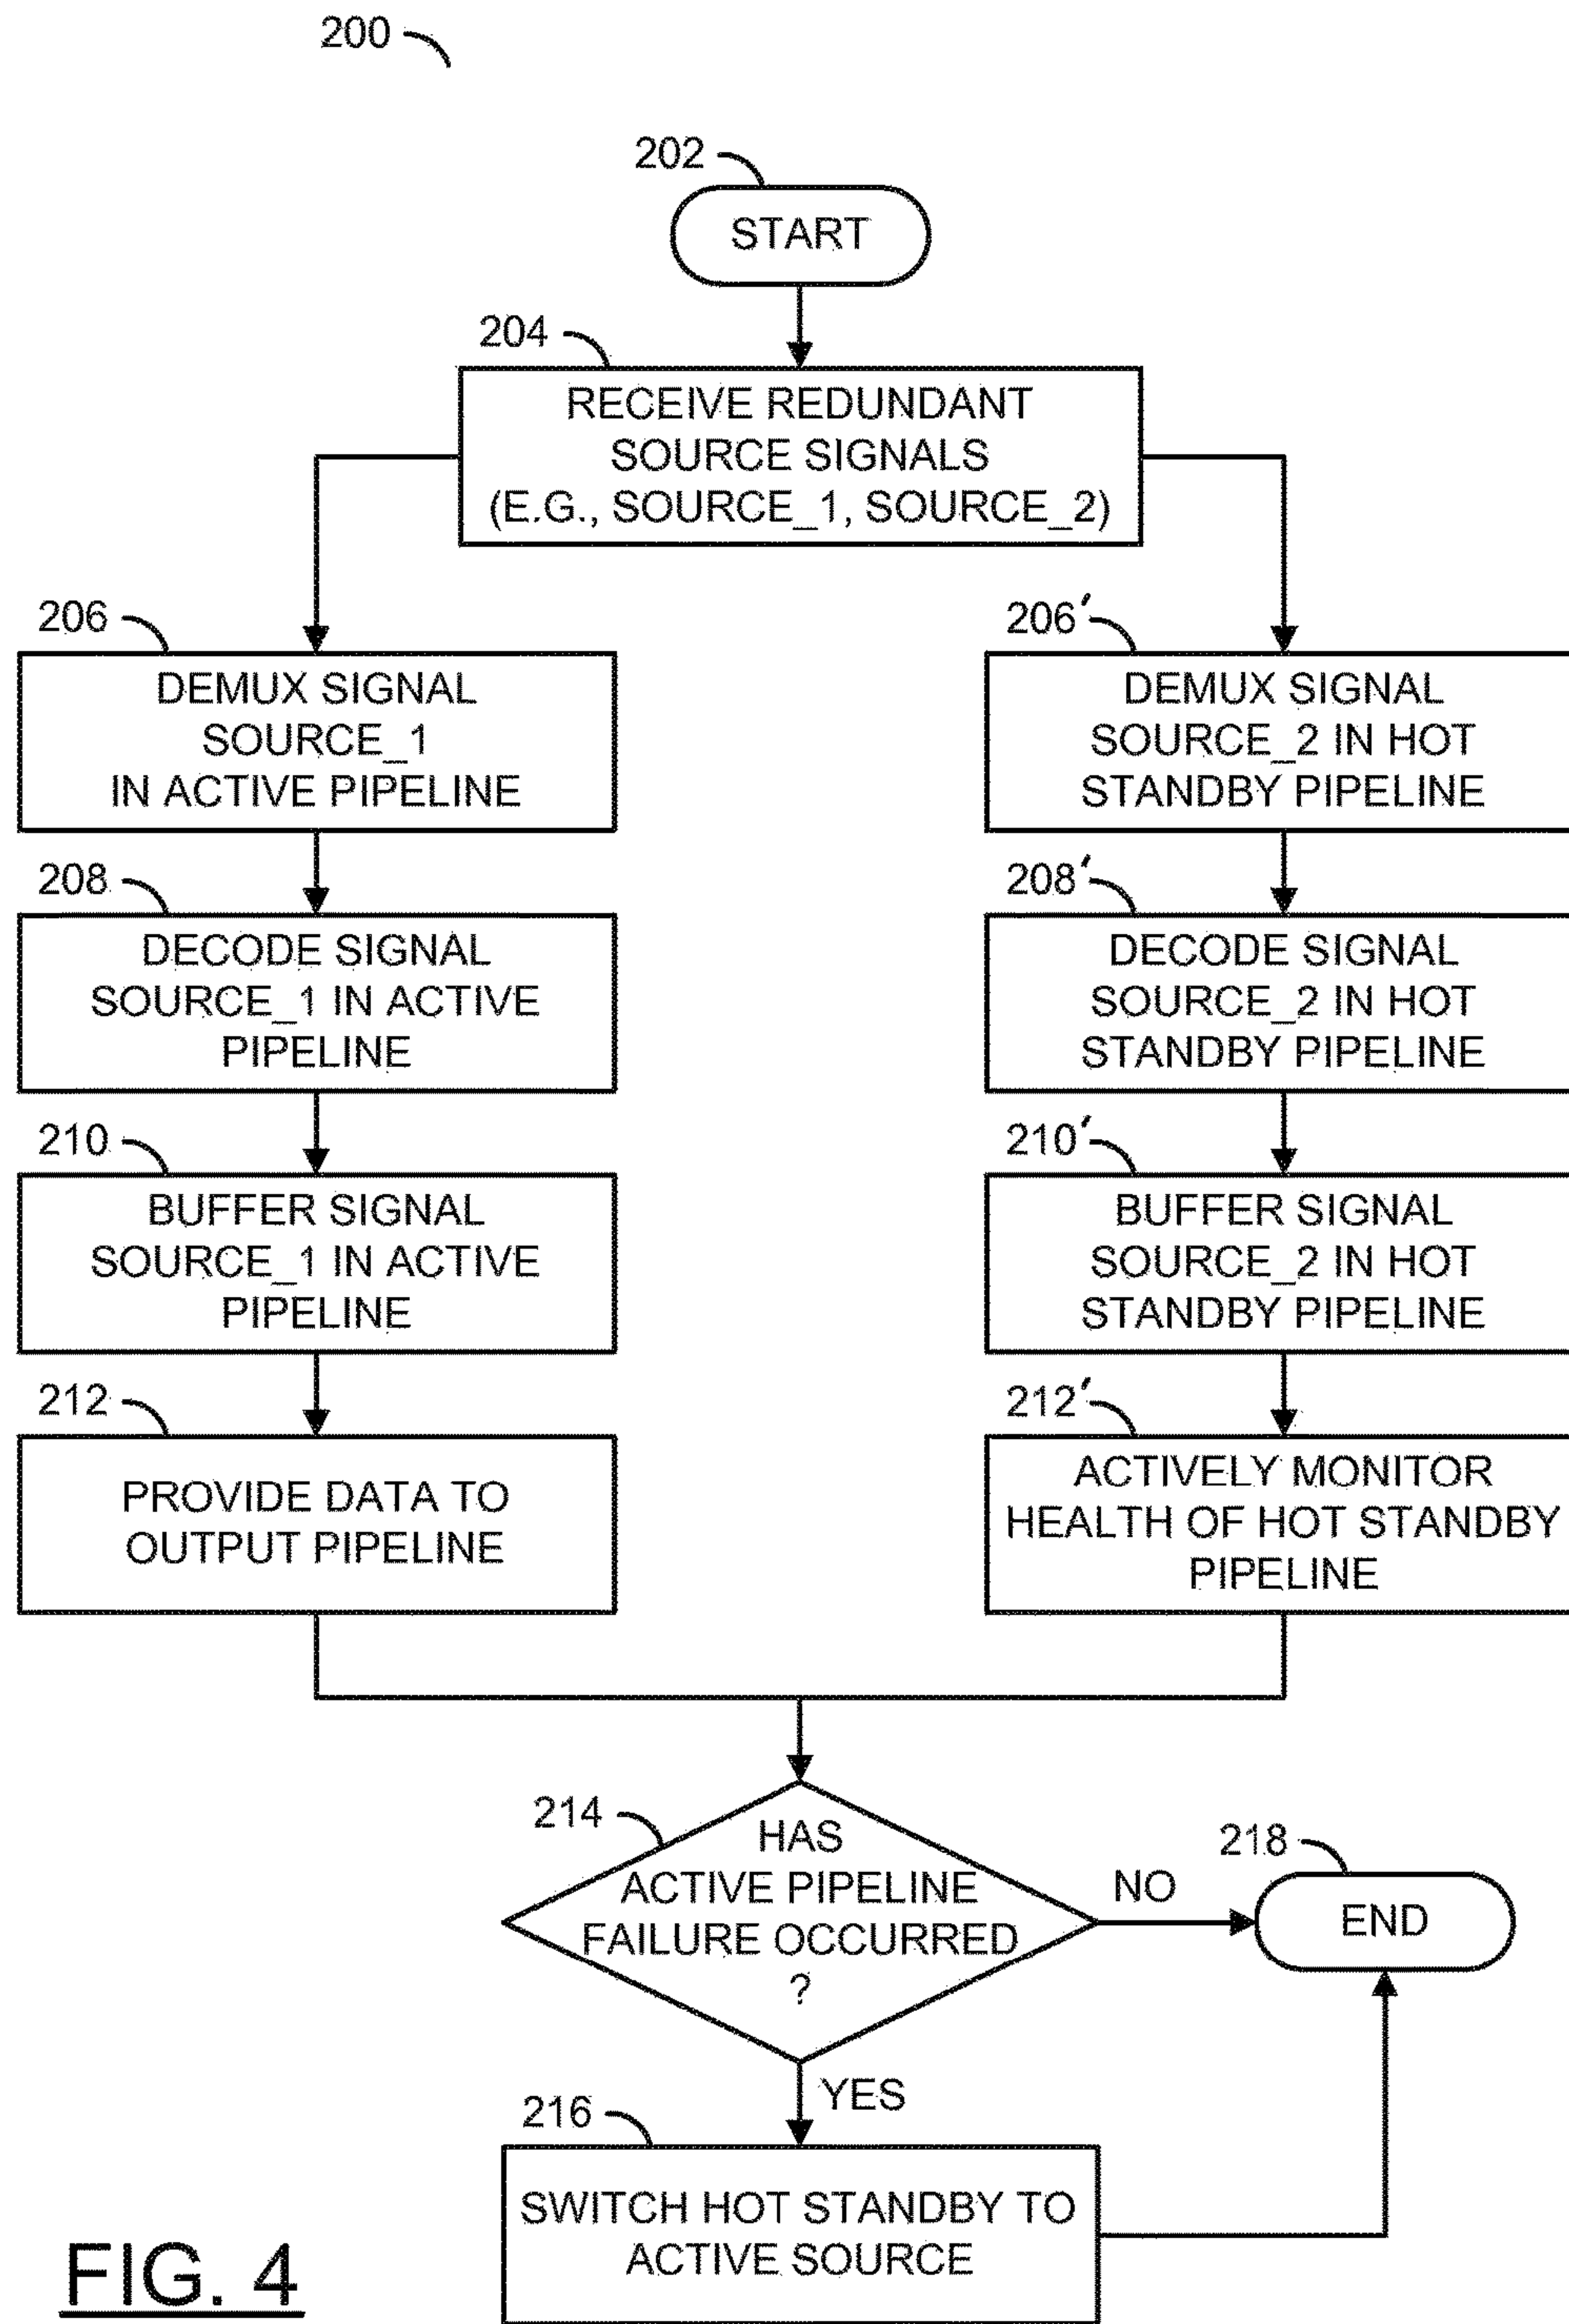 200
202
START
204
RECEIVE REDUNDANT
SOURCE SIGNALS
(E.G., SOURCE_1, SOURCE_2)
206
DEMUX SIGNAL
SOURCE_1
IN ACTIVE PIPELINE
206′
DEMUX SIGNAL
SOURCE_2 IN HOT
STANDBY PIPELINE
208
DECODE SIGNAL
SOURCE_1 IN ACTIVE
PIPELINE
208′
DECODE SIGNAL
SOURCE_2 IN HOT
STANDBY PIPELINE
210
BUFFER SIGNAL
SOURCE_1 IN ACTIVE
PIPELINE
210′
BUFFER SIGNAL
SOURCE_2 IN HOT
STANDBY PIPELINE
212
PROVIDE DATA TO
OUTPUT PIPELINE
212′
ACTIVELY MONITOR
HEALTH OF HOT STANDBY
PIPELINE
214
HAS
ACTIVE PIPELINE
FAILURE OCCURRED
?
NO
218
END
YES
216
SWITCH HOT STANDBY TO
ACTIVE SOURCE
FIG. 4